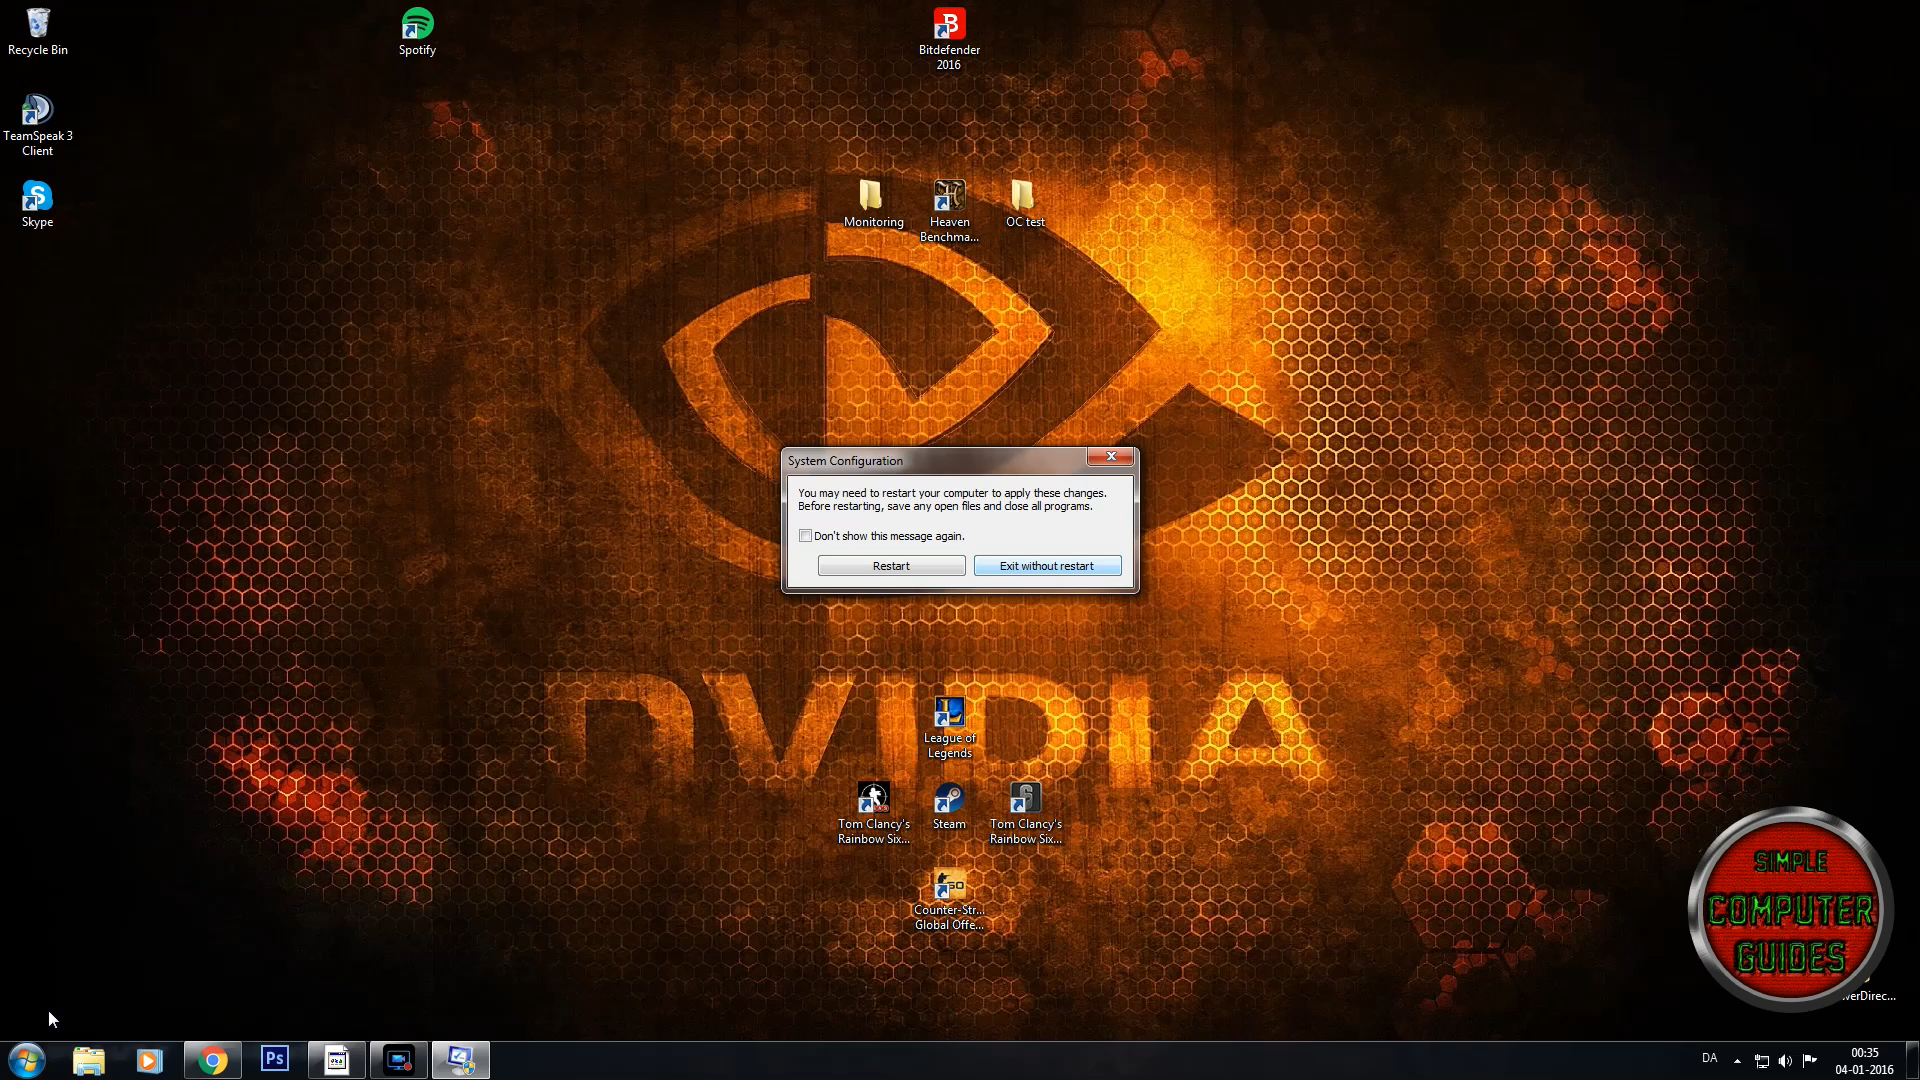 Recycle Bin
Spotify
Bitdefender
2016
TeamSpeak 3
Client
Skype
Monitoring
Heaven
Benchma...
OC test
System Configuration
You may need to restart your computer to apply these changes.
Before restarting, save any open files and close all programs.
Don't show this message again.
Restart
Exit without restart
NVIDIA
League of
Legends
Tom Clancy's
Rainbow Six...
Steam
Tom Clancy's
Rainbow Six...
Counter-Str...
Global Offe...
SIMPLE
COMPUTER
GUIDES
werDirec...
Ps
DA
00:35
04-01-2016